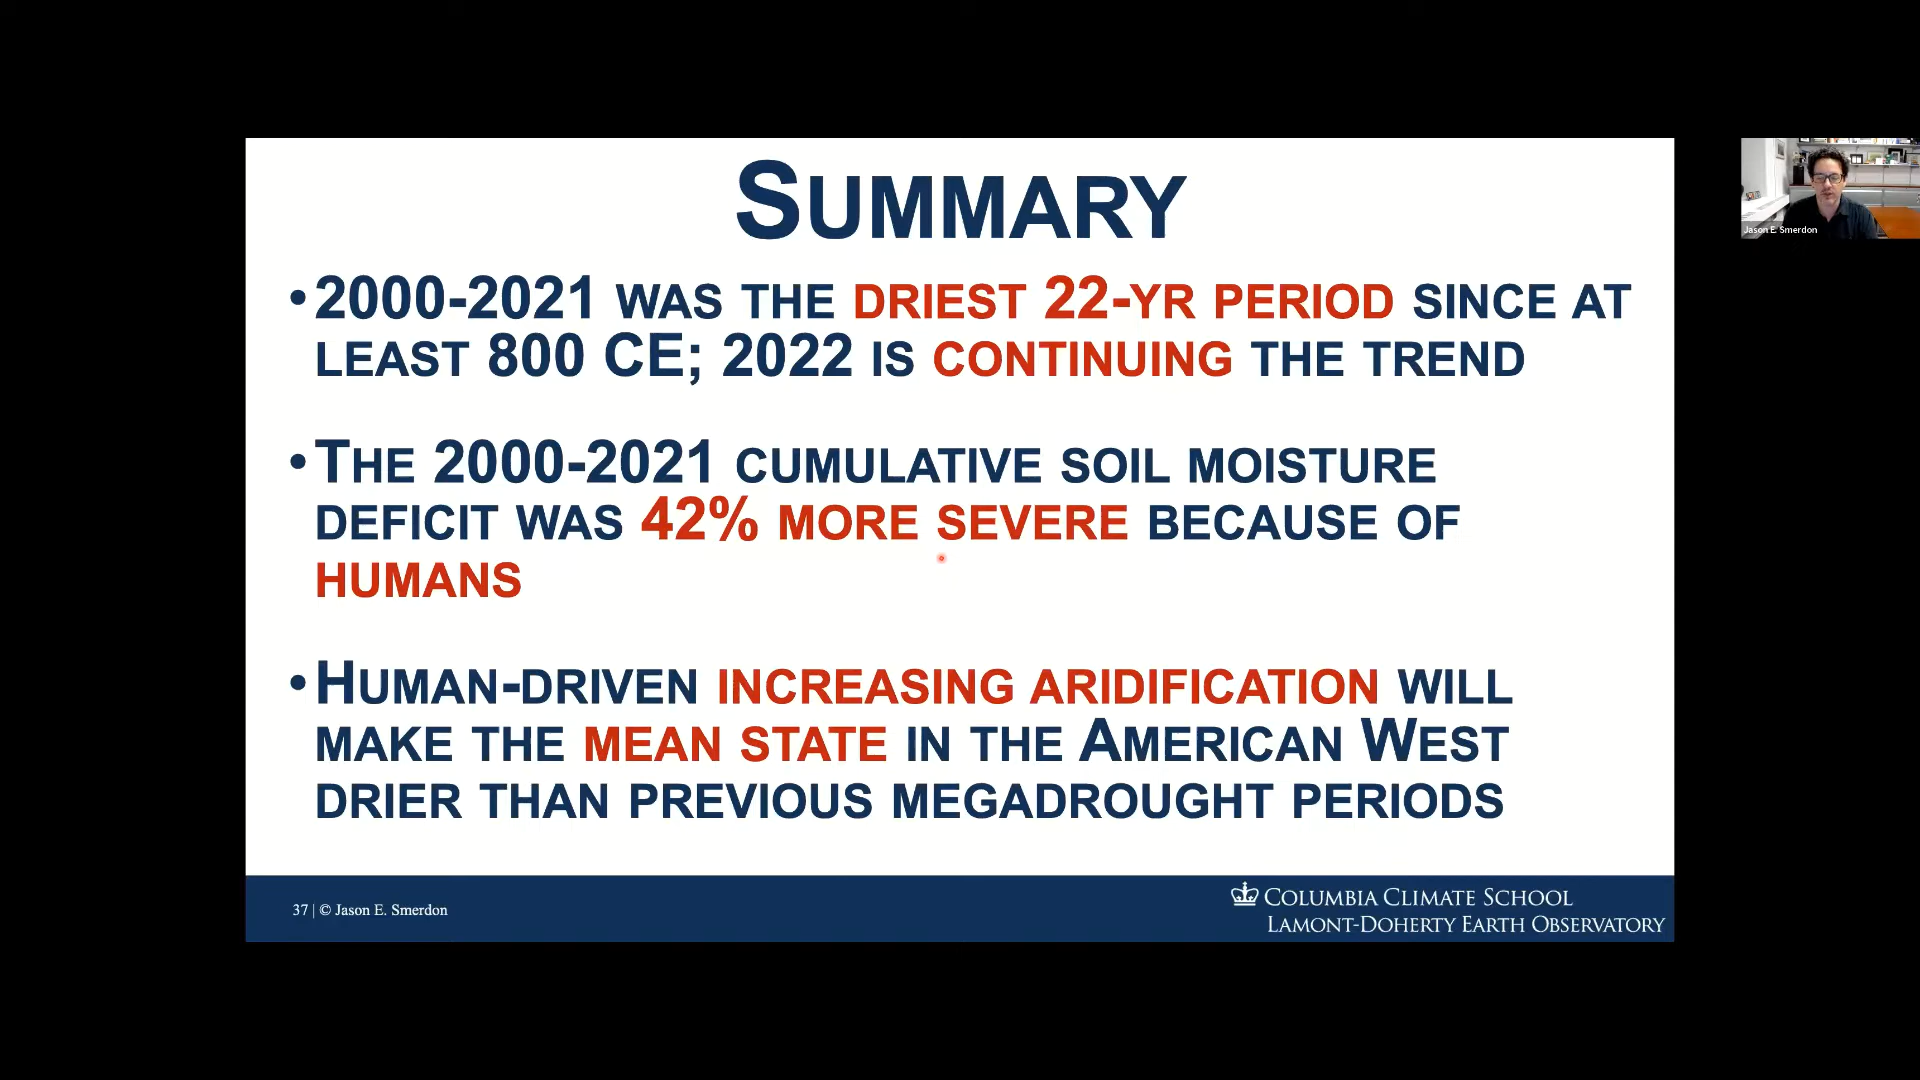 SUMMARY
•2000-2021 WAS THE DRIEST 22-YR PERIOD SINCE AT
LEAST 800 CE; 2022 IS CONTINUING THE TREND
•THE 2000-2021 CUMULATIVE SOIL MOISTURE
DEFICIT WAS 42% MORE SEVERE BECAUSE OF
HUMANS
•HUMAN-DRIVEN INCREASING ARIDIFICATION WILL
MAKE THE MEAN STATE IN THE AMERICAN WEST
DRIER THAN PREVIOUS MEGADROUGHT PERIODS
37 | © Jason E. Smerdon
COLUMBIA CLIMATE SCHOOL
LAMONT-DOHERTY EARTH OBSERVATORY
Jason E. Smerdon